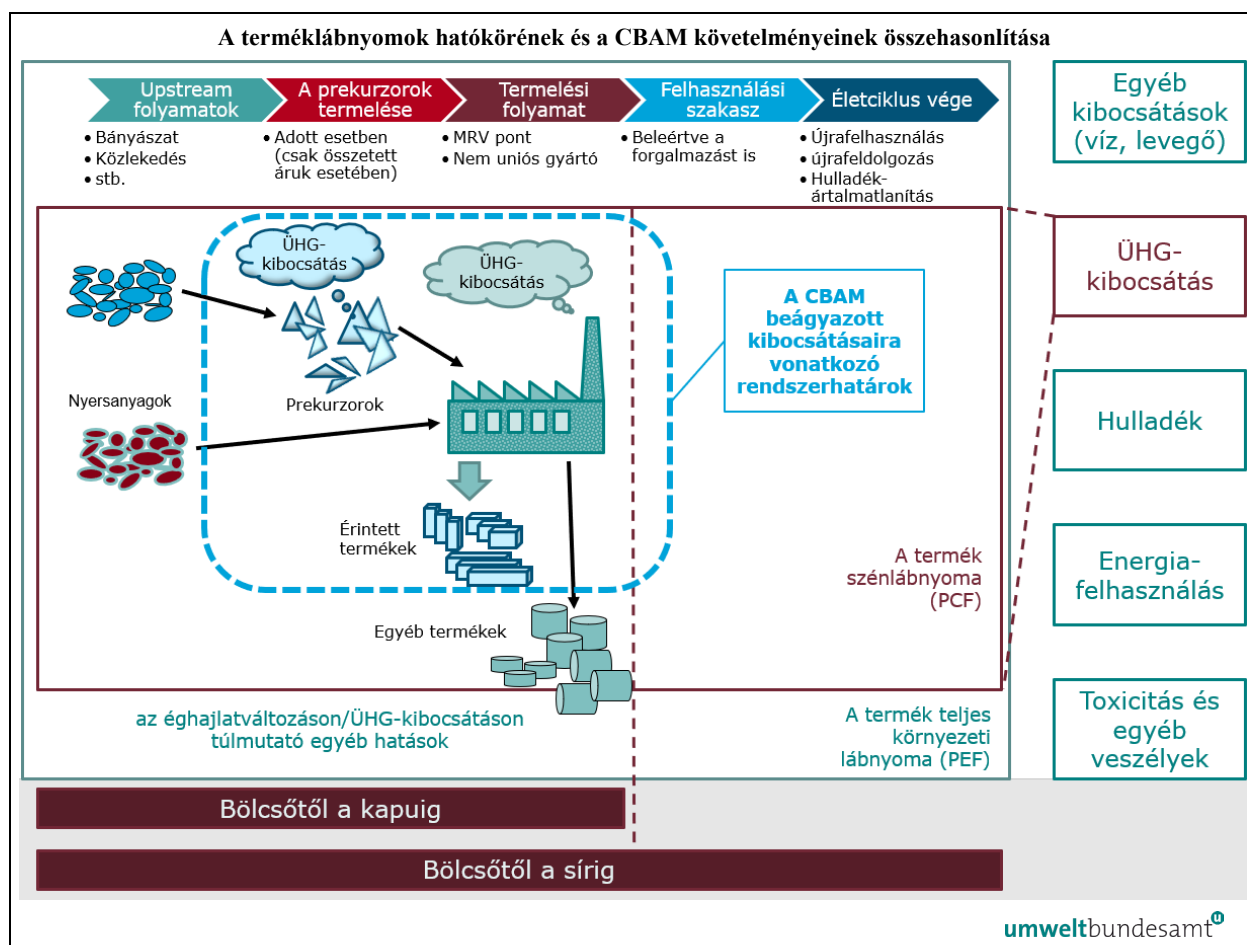 A terméklábnyomok hatókörének és a CBAM követelményeinek összehasonlítása
Upstream
folyamatok
A prekurzorok
termelése
Termelési
folyamat
Felhasználási
szakasz
Életciklus vége
• Bányászat
• Közlekedés
• stb.
• Adott esetben
(csak összetett
áruk esetében)
• MRV pont
• Nem uniós gyártó
• Beleértve a
forgalmazást is
• Újrafelhasználás
• újrafeldolgozás
• Hulladék-
ártalmatlanítás
ÜHG-
kibocsátás
ÜHG-
kibocsátás
Nyersanyagok
Prekurzorok
A CBAM
beágyazott
kibocsátásaira
vonatkozó
rendszerhatárok
Érintett
termékek
Egyéb termékek
A termék
szénlábnyoma
(PCF)
az éghajlatváltozáson/ÜHG-kibocsátáson
túlmutató egyéb hatások
A termék teljes
környezeti
lábnyoma (PEF)
Egyéb
kibocsátások
(víz, levegő)
ÜHG-
kibocsátás
Hulladék
Energia-
felhasználás
Toxicitás és
egyéb
veszélyek
Bölcsőtől a kapuig
Bölcsőtől a sírig
umweltbundesamt u